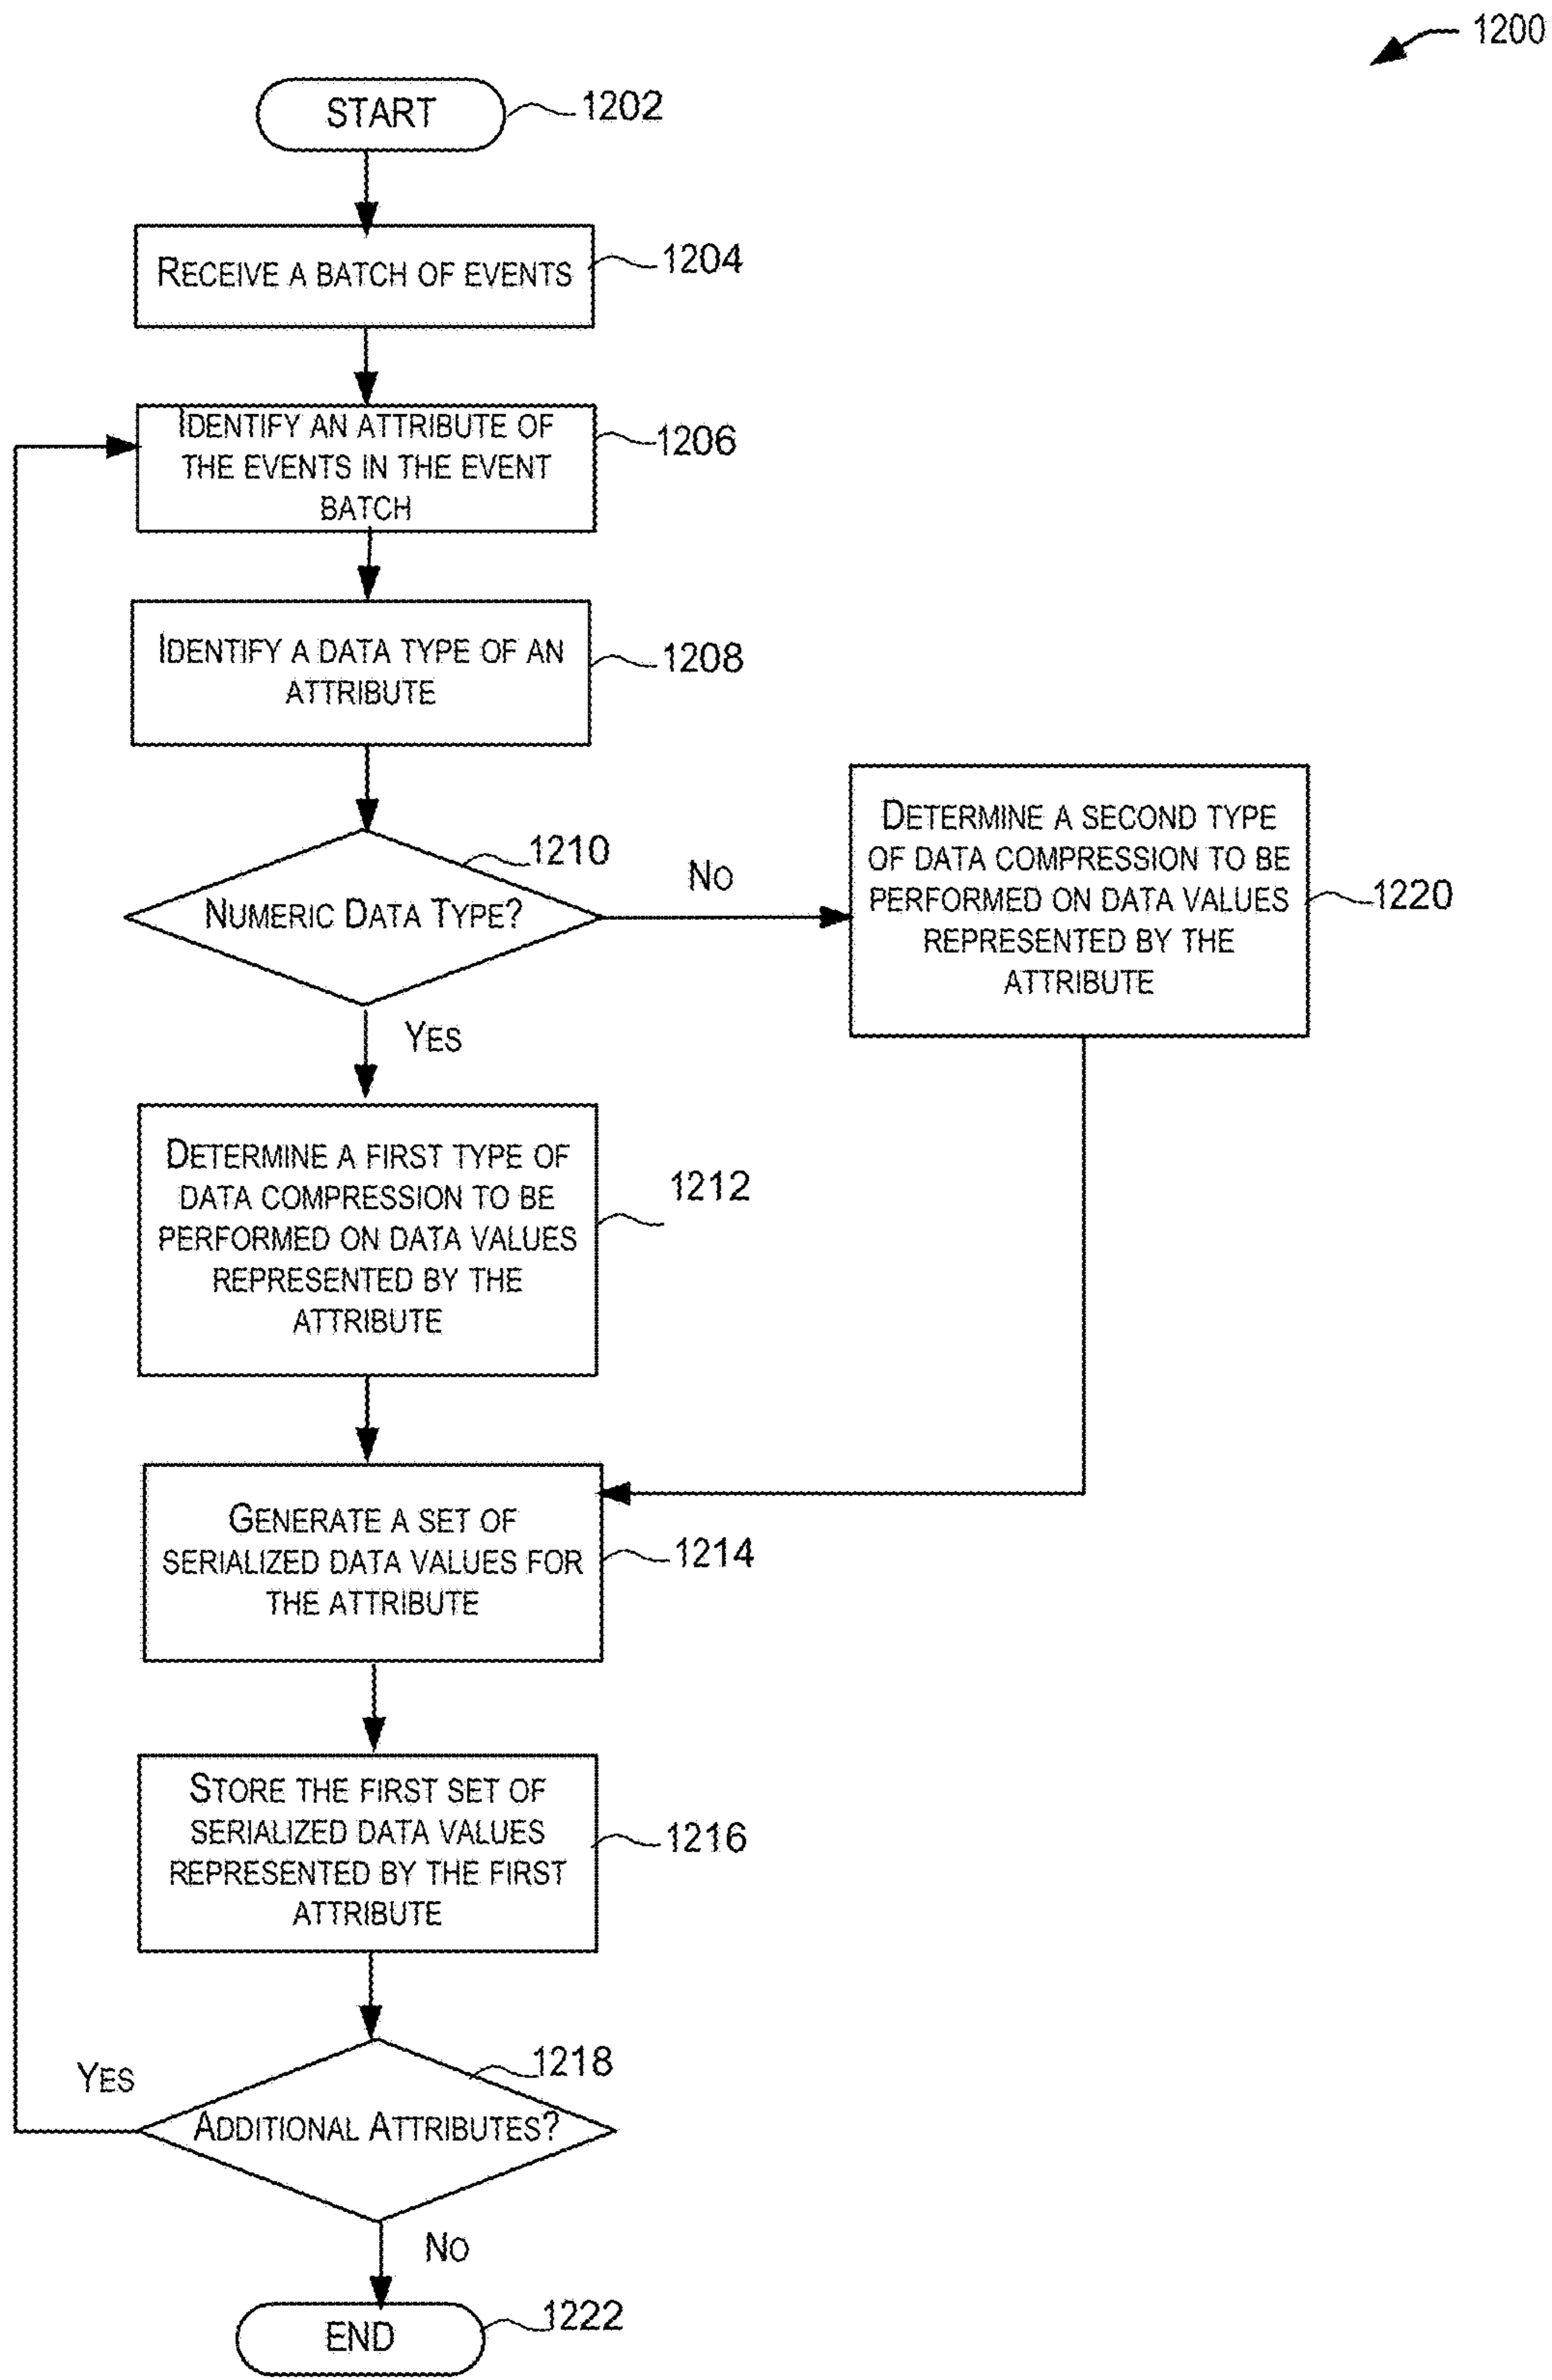 1200
START
1202
RECEIVE A BATCH OF EVENTS
1204
IDENTIFY AN ATTRIBUTE OF
THE EVENTS IN THE EVENT
BATCH
1206
IDENTIFY A DATA TYPE OF AN
ATTRIBUTE
1208
NUMERIC DATA TYPE?
1210
NO
YES
DETERMINE A SECOND TYPE
OF DATA COMPRESSION TO BE
PERFORMED ON DATA VALUES
REPRESENTED BY THE
ATTRIBUTE
1220
DETERMINE A FIRST TYPE OF
DATA COMPRESSION TO BE
PERFORMED ON DATA VALUES
REPRESENTED BY THE
ATTRIBUTE
1212
GENERATE A SET OF
SERIALIZED DATA VALUES FOR
THE ATTRIBUTE
1214
STORE THE FIRST SET OF
SERIALIZED DATA VALUES
REPRESENTED BY THE FIRST
ATTRIBUTE
1216
YES
1218
ADDITIONAL ATTRIBUTES?
NO
END
1222